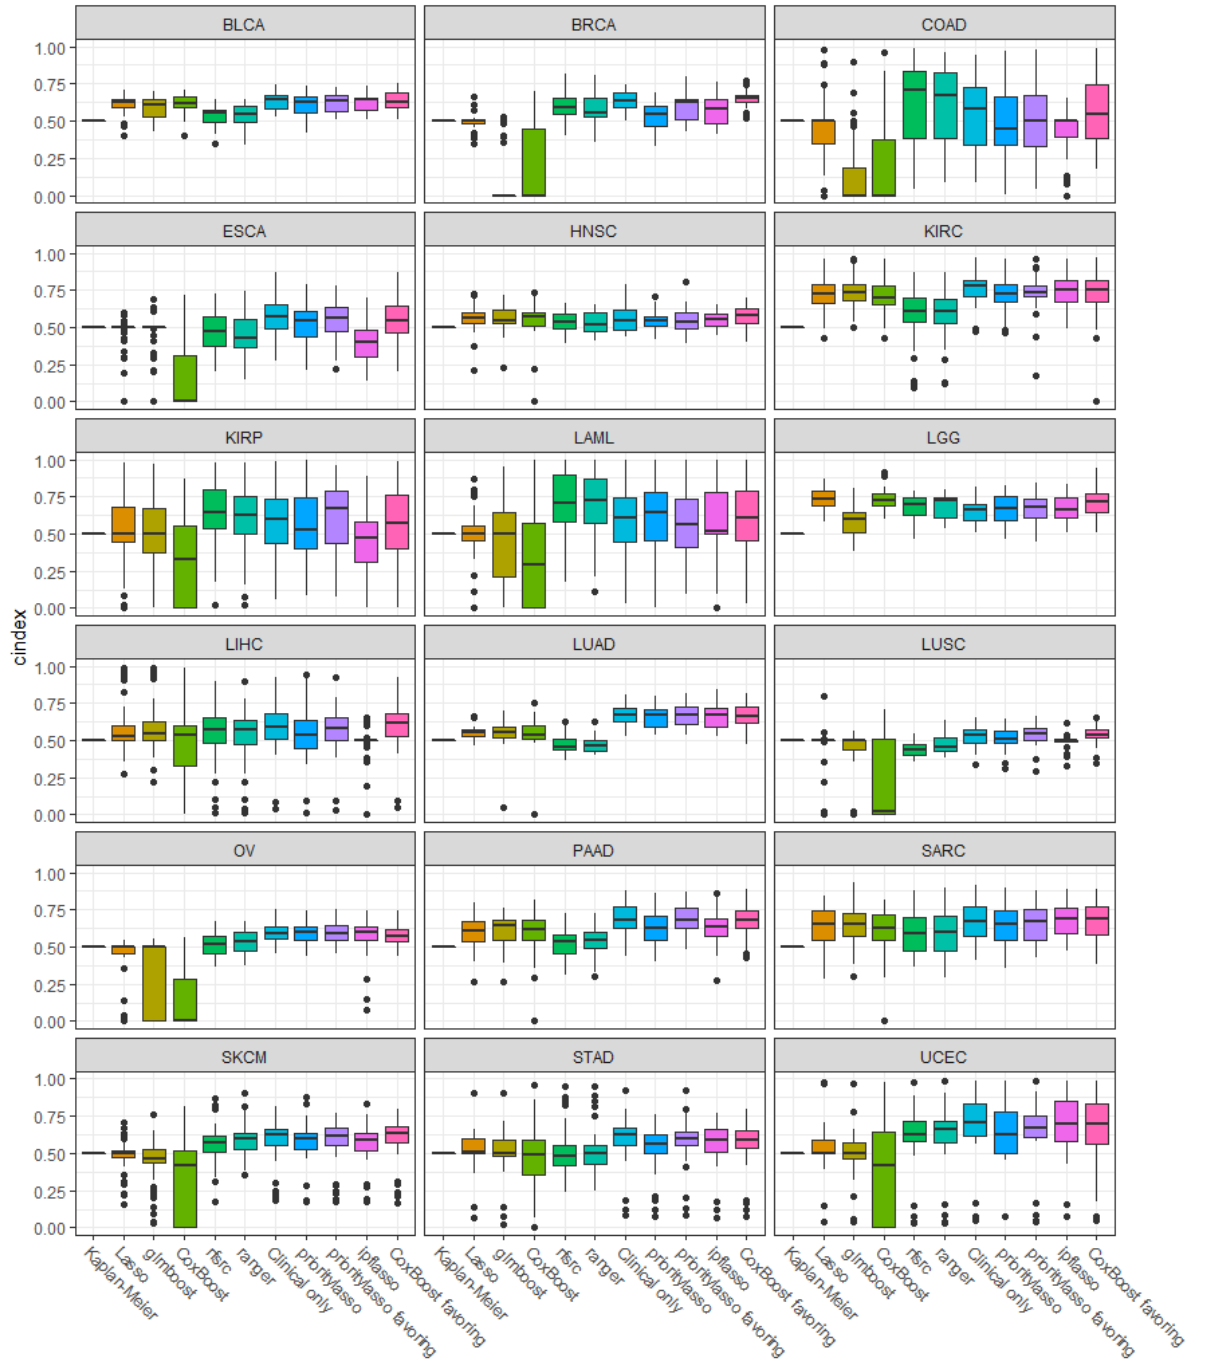 BLCA BRCA COAD
1.00
0.75
0.50
0.25
0.00
ESCA HNSC KIRC
1.00
0.75
0.50
0.25
0.00
KIRP LAML LGG
1.00
0.75
0.50
0.25
0.00
cindex
LIHC LUAD LUSC
1.00
0.75
0.50
0.25
0.00
OV PAAD SARC
1.00
0.75
0.50
0.25
0.00
SKCM STAD UCEC
1.00
0.75
0.50
0.25
0.00
Kaplan-Meier
Lasso
glmboost
CoxBoost
rfsrc
ranger
Clinical only
prioritylasso
prioritylasso favoring
ipflasso
CoxBoost favoring
Kaplan-Meier
Lasso
glmboost
CoxBoost
rfsrc
ranger
Clinical only
prioritylasso
prioritylasso favoring
ipflasso
CoxBoost favoring
Kaplan-Meier
Lasso
glmboost
CoxBoost
rfsrc
ranger
Clinical only
prioritylasso
prioritylasso favoring
ipflasso
CoxBoost favoring